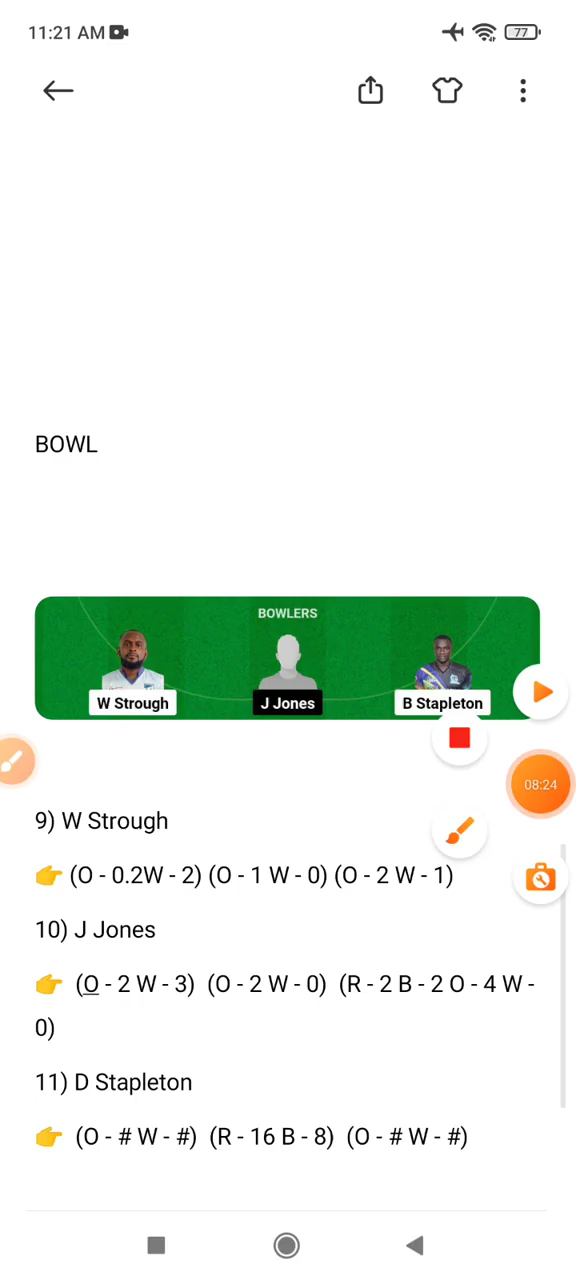 11:21 AM
77
BOWL
BOWLERS
W Strough
J Jones
B Stapleton
08:24
9) W Strough
👉 (O - 0.2W - 2) (O - 1 W - 0) (O - 2 W - 1)
10) J Jones
👉 (O - 2 W - 3) (O - 2 W - 0) (R - 2 B - 2 O - 4 W -
0)
11) D Stapleton
👉 (O - # W - #) (R - 16 B - 8) (O - # W - #)